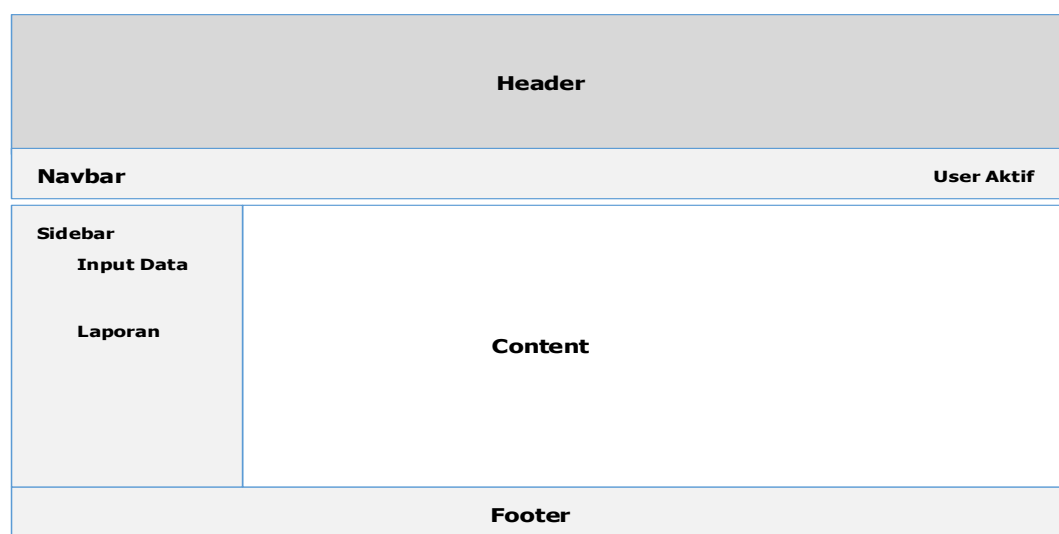 Header
Navbar
User Aktif
Sidebar
Input Data
Laporan
Content
Footer